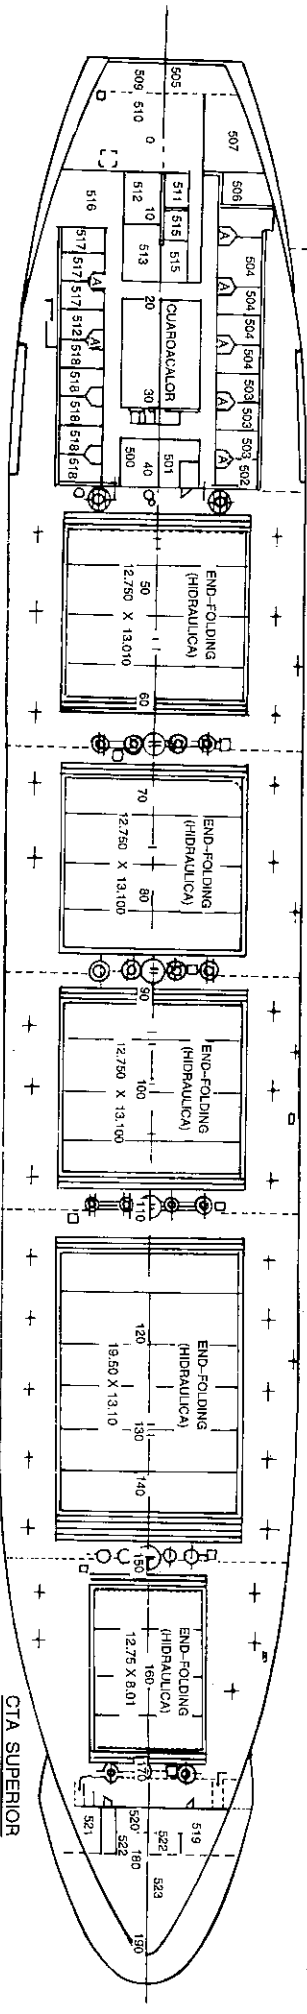 505
509
507
510
0
506
511
512
10
515
516
513
515
504
504
504
504
503
503
503
502
A
A
A
A
517
517
517
512
518
518
518
518
518
A
A
20
CUAROACALOR
30
500
40
501
END-FOLDING
(HIDRAULICA)
50
12.750 X 13.010
60
END-FOLDING
(HIDRAULICA)
70
80
12.750 X 13.100
90
END-FOLDING
(HIDRAULICA)
100
12.750 X 13.100
110
END-FOLDING
(HIDRAULICA)
120
130
140
19.50 X 13.10
150
END-FOLDING
(HIDRAULICA)
160
12.75 X 8.01
170
519
522
520
522
521
180
523
190
CTA SUPERIOR